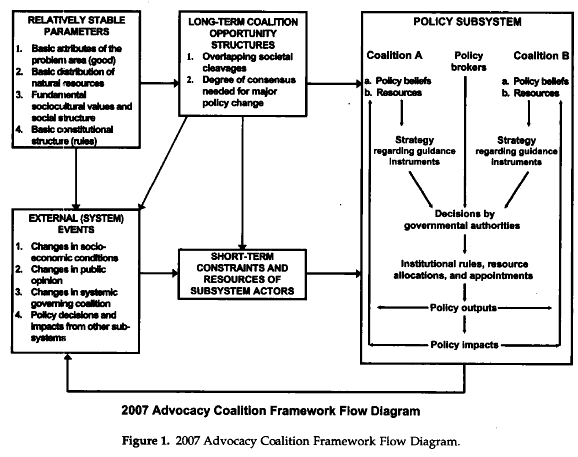 RELATIVELY STABLE
PARAMETERS
1. Basic attributes of the
problem area (good)
2. Basic distribution of
natural resources
3. Fundamental
sociocultural values and
social structure
4. Basic constitutional
structure (rules)
LONG-TERM COALITION
OPPORTUNITY
STRUCTURES
1. Overlapping societal
cleavages
2. Degree of consensus
needed for major
policy change
POLICY SUBSYSTEM
Coalition A
a. Policy beliefs
b. Resources
Policy
brokers
Coalition B
a. Policy beliefs
b. Resources
Strategy
regarding guidance
instruments
Strategy
regarding guidance
instruments
Decisions by
governmental authorities
Institutional rules, resource
allocations, and appointments
Policy outputs
Policy impacts
EXTERNAL (SYSTEM)
EVENTS
1. Changes in socio-
economic conditions
2. Changes in public
opinion
3. Changes in systemic
governing coalition
4. Policy decisions and
impacts from other sub-
systems
SHORT-TERM
CONSTRAINTS AND
RESOURCES OF
SUBSYSTEM ACTORS
2007 Advocacy Coalition Framework Flow Diagram
Figure 1. 2007 Advocacy Coalition Framework Flow Diagram.